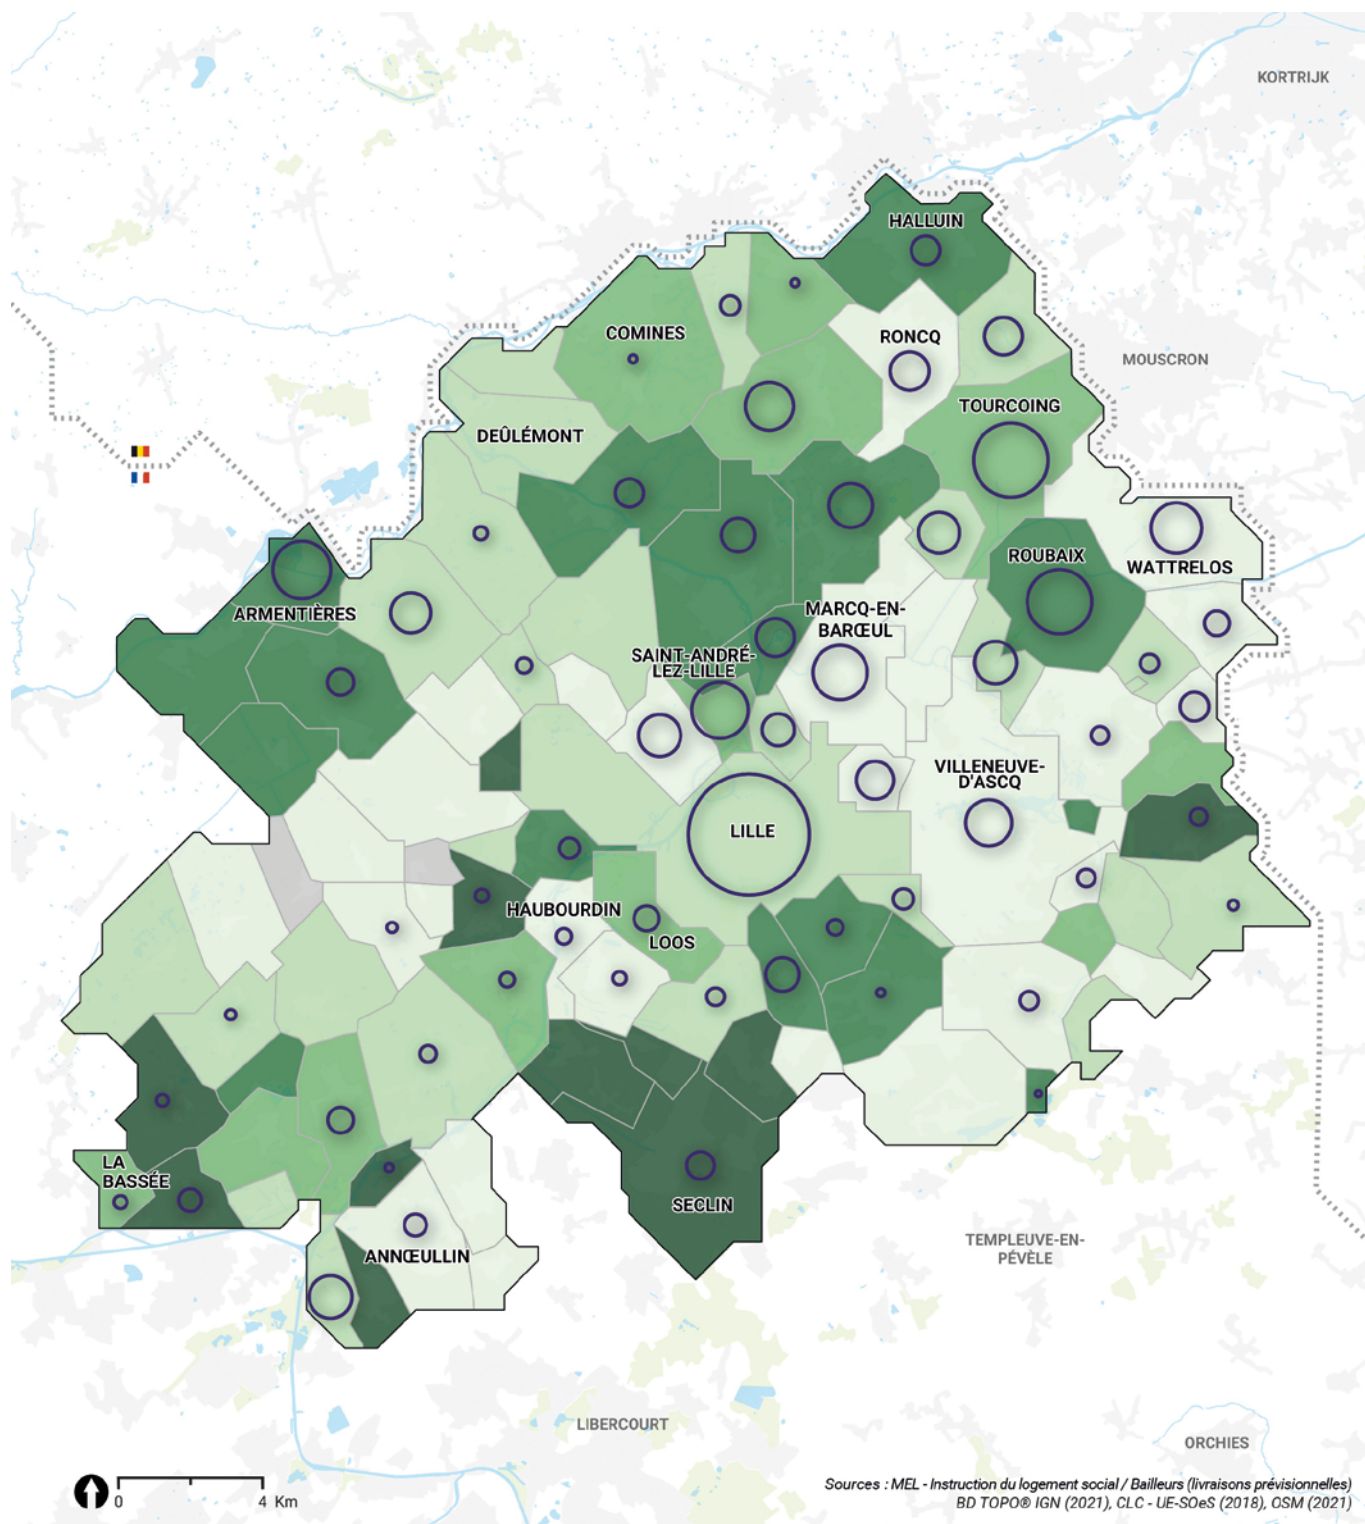 KORTRIJK
HALLUIN
COMINES
RONCQ
MOUSCRON
TOURCOING
DEÛLÉMONT
ROUBAIX
WATTRELOS
ARMENTIÈRES
MARCQ-EN-
BARŒUL
SAINT-ANDRÉ-
LEZ-LILLE
VILLENEUVE-
D'ASCQ
LILLE
HAUBOURDIN
LOOS
LA
BASSÉE
SECLIN
ANNŒULLIN
TEMPLEUVE-EN-
PÉVÈLE
LIBERCOURT
ORCHIES
0 4 Km
Sources : MEL - Instruction du logement social / Bailleurs (livraisons prévisionnelles)
BD TOPO® IGN (2021), CLC - UE-SOeS (2018), OSM (2021)